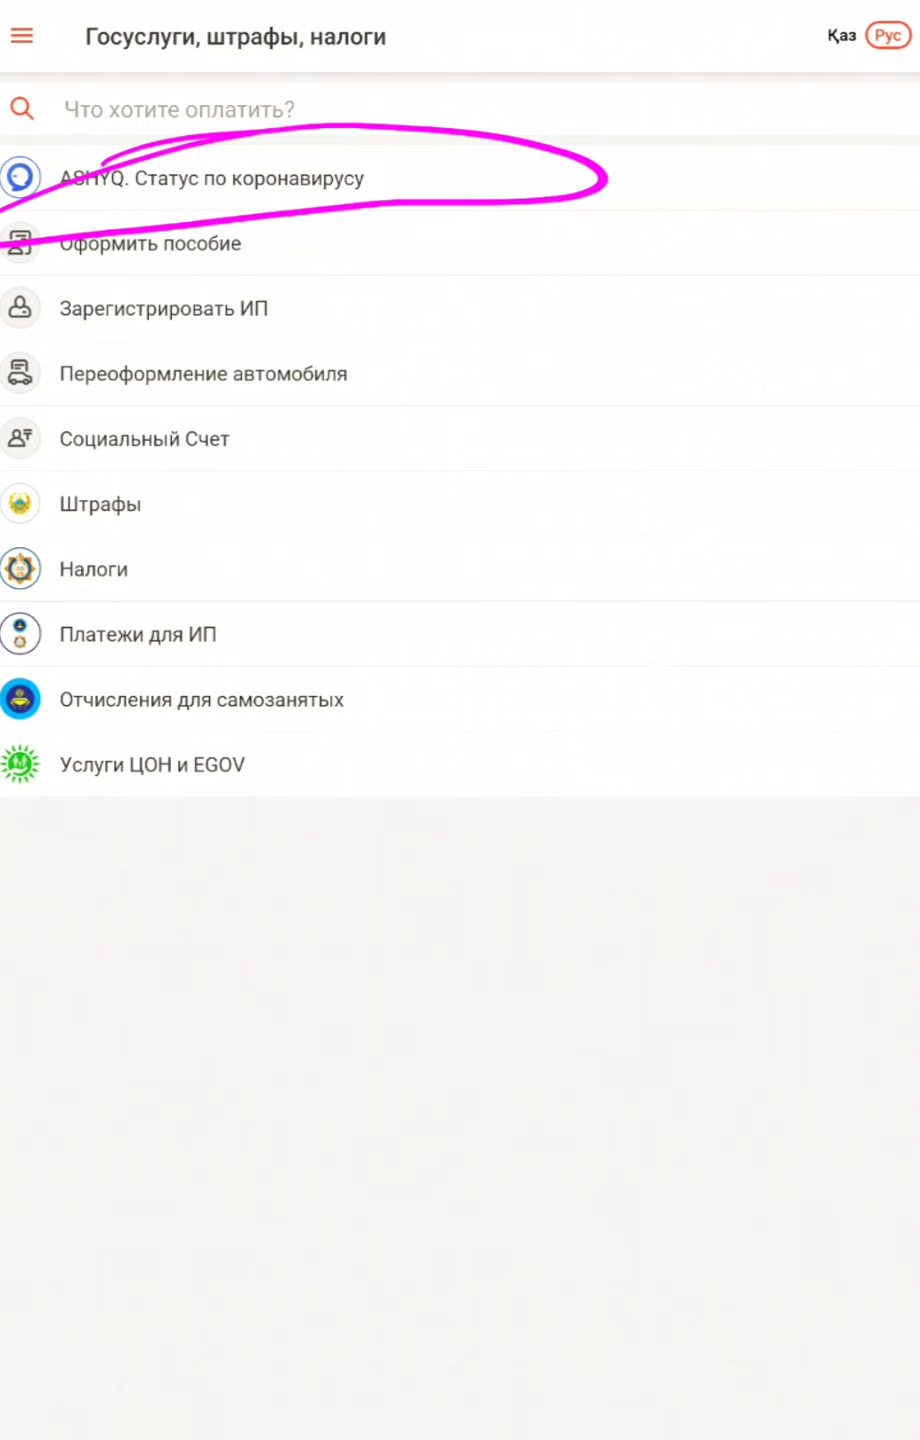 Госуслуги, штрафы, налоги
Қаз Рус
Что хотите оплатить?
ASHYQ. Статус по коронавирусу
Оформить пособие
Зарегистрировать ИП
Переоформление автомобиля
Социальный Счет
Штрафы
Налоги
Платежи для ИП
Отчисления для самозанятых
Услуги ЦОН и EGOV